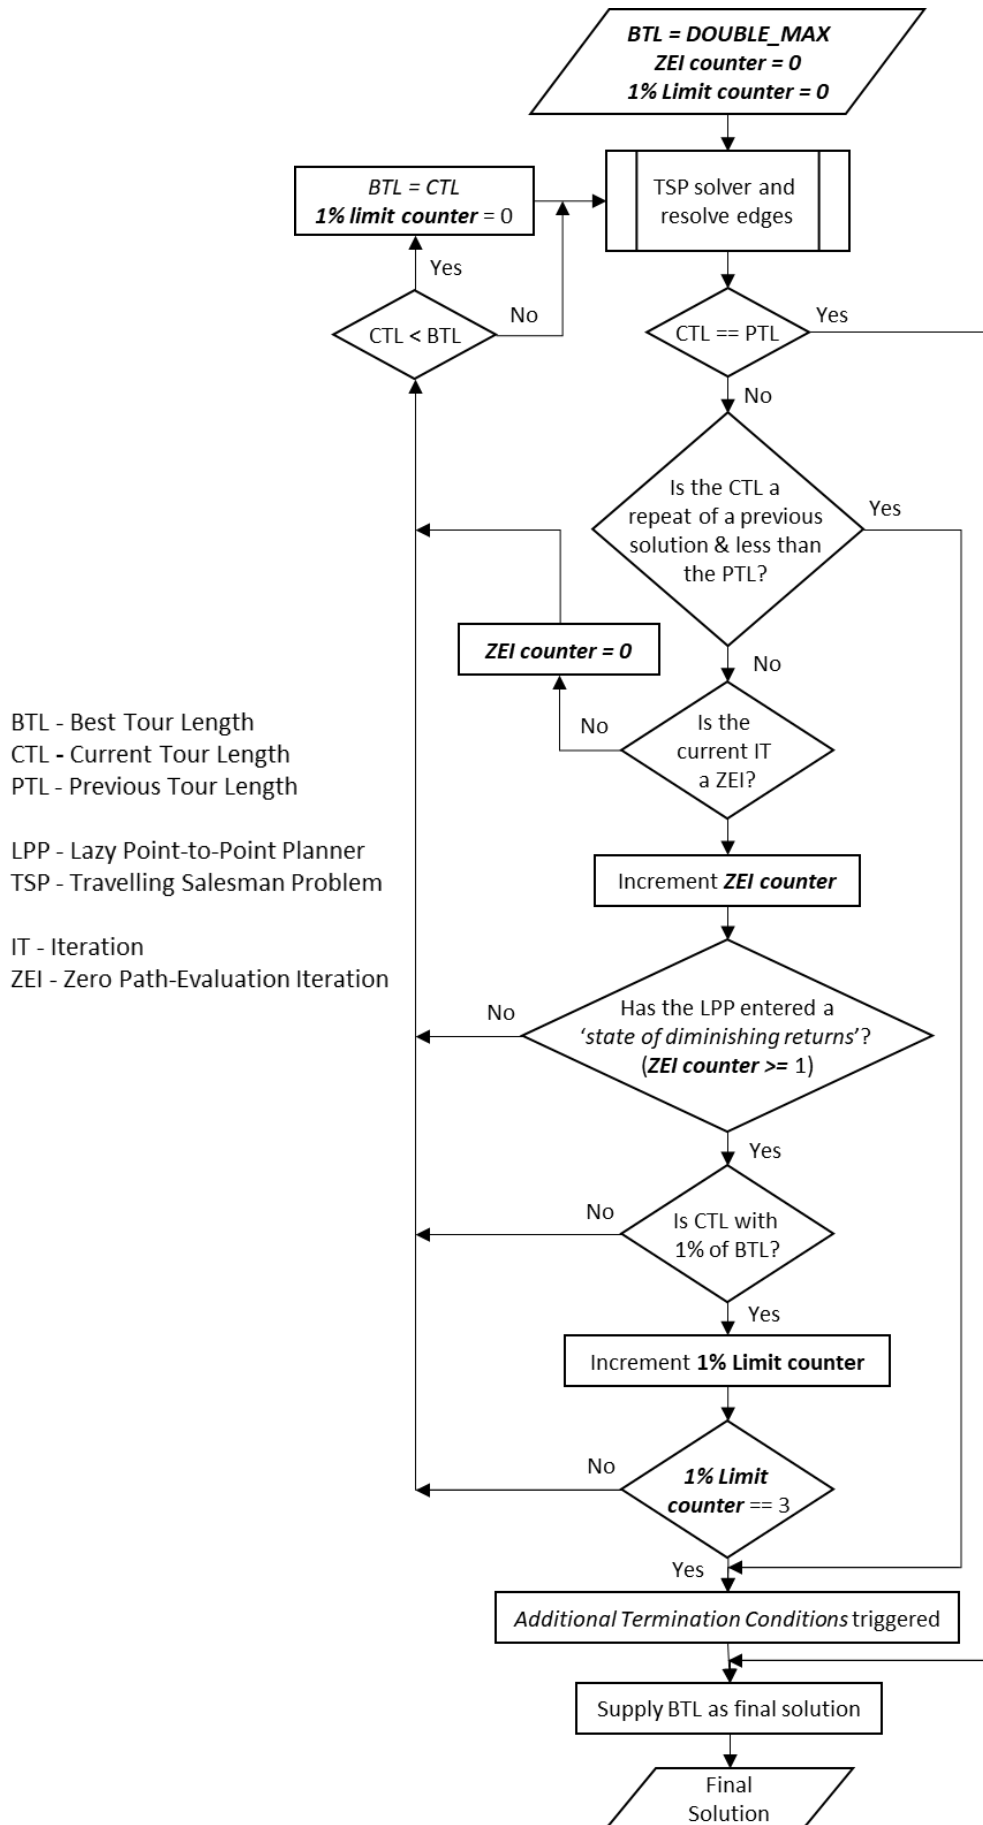 BTL = DOUBLE_MAX
ZEI counter = 0
1% Limit counter = 0
BTL = CTL
1% limit counter = 0
TSP solver and
resolve edges
Yes
CTL < BTL
No
CTL == PTL
Yes
No
Is the CTL a
repeat of a previous
solution & less than
the PTL?
Yes
ZEI counter = 0
No
No
Is the
current IT
a ZEI?
BTL - Best Tour Length
CTL - Current Tour Length
PTL - Previous Tour Length
LPP - Lazy Point-to-Point Planner
TSP - Travelling Salesman Problem
IT - Iteration
ZEI - Zero Path-Evaluation Iteration
Increment ZEI counter
No
Has the LPP entered a
‘state of diminishing returns’?
(ZEI counter >= 1)
Yes
No
Is CTL with
1% of BTL?
Yes
Increment 1% Limit counter
No
1% Limit
counter == 3
Yes
Additional Termination Conditions triggered
Supply BTL as final solution
Final
Solution